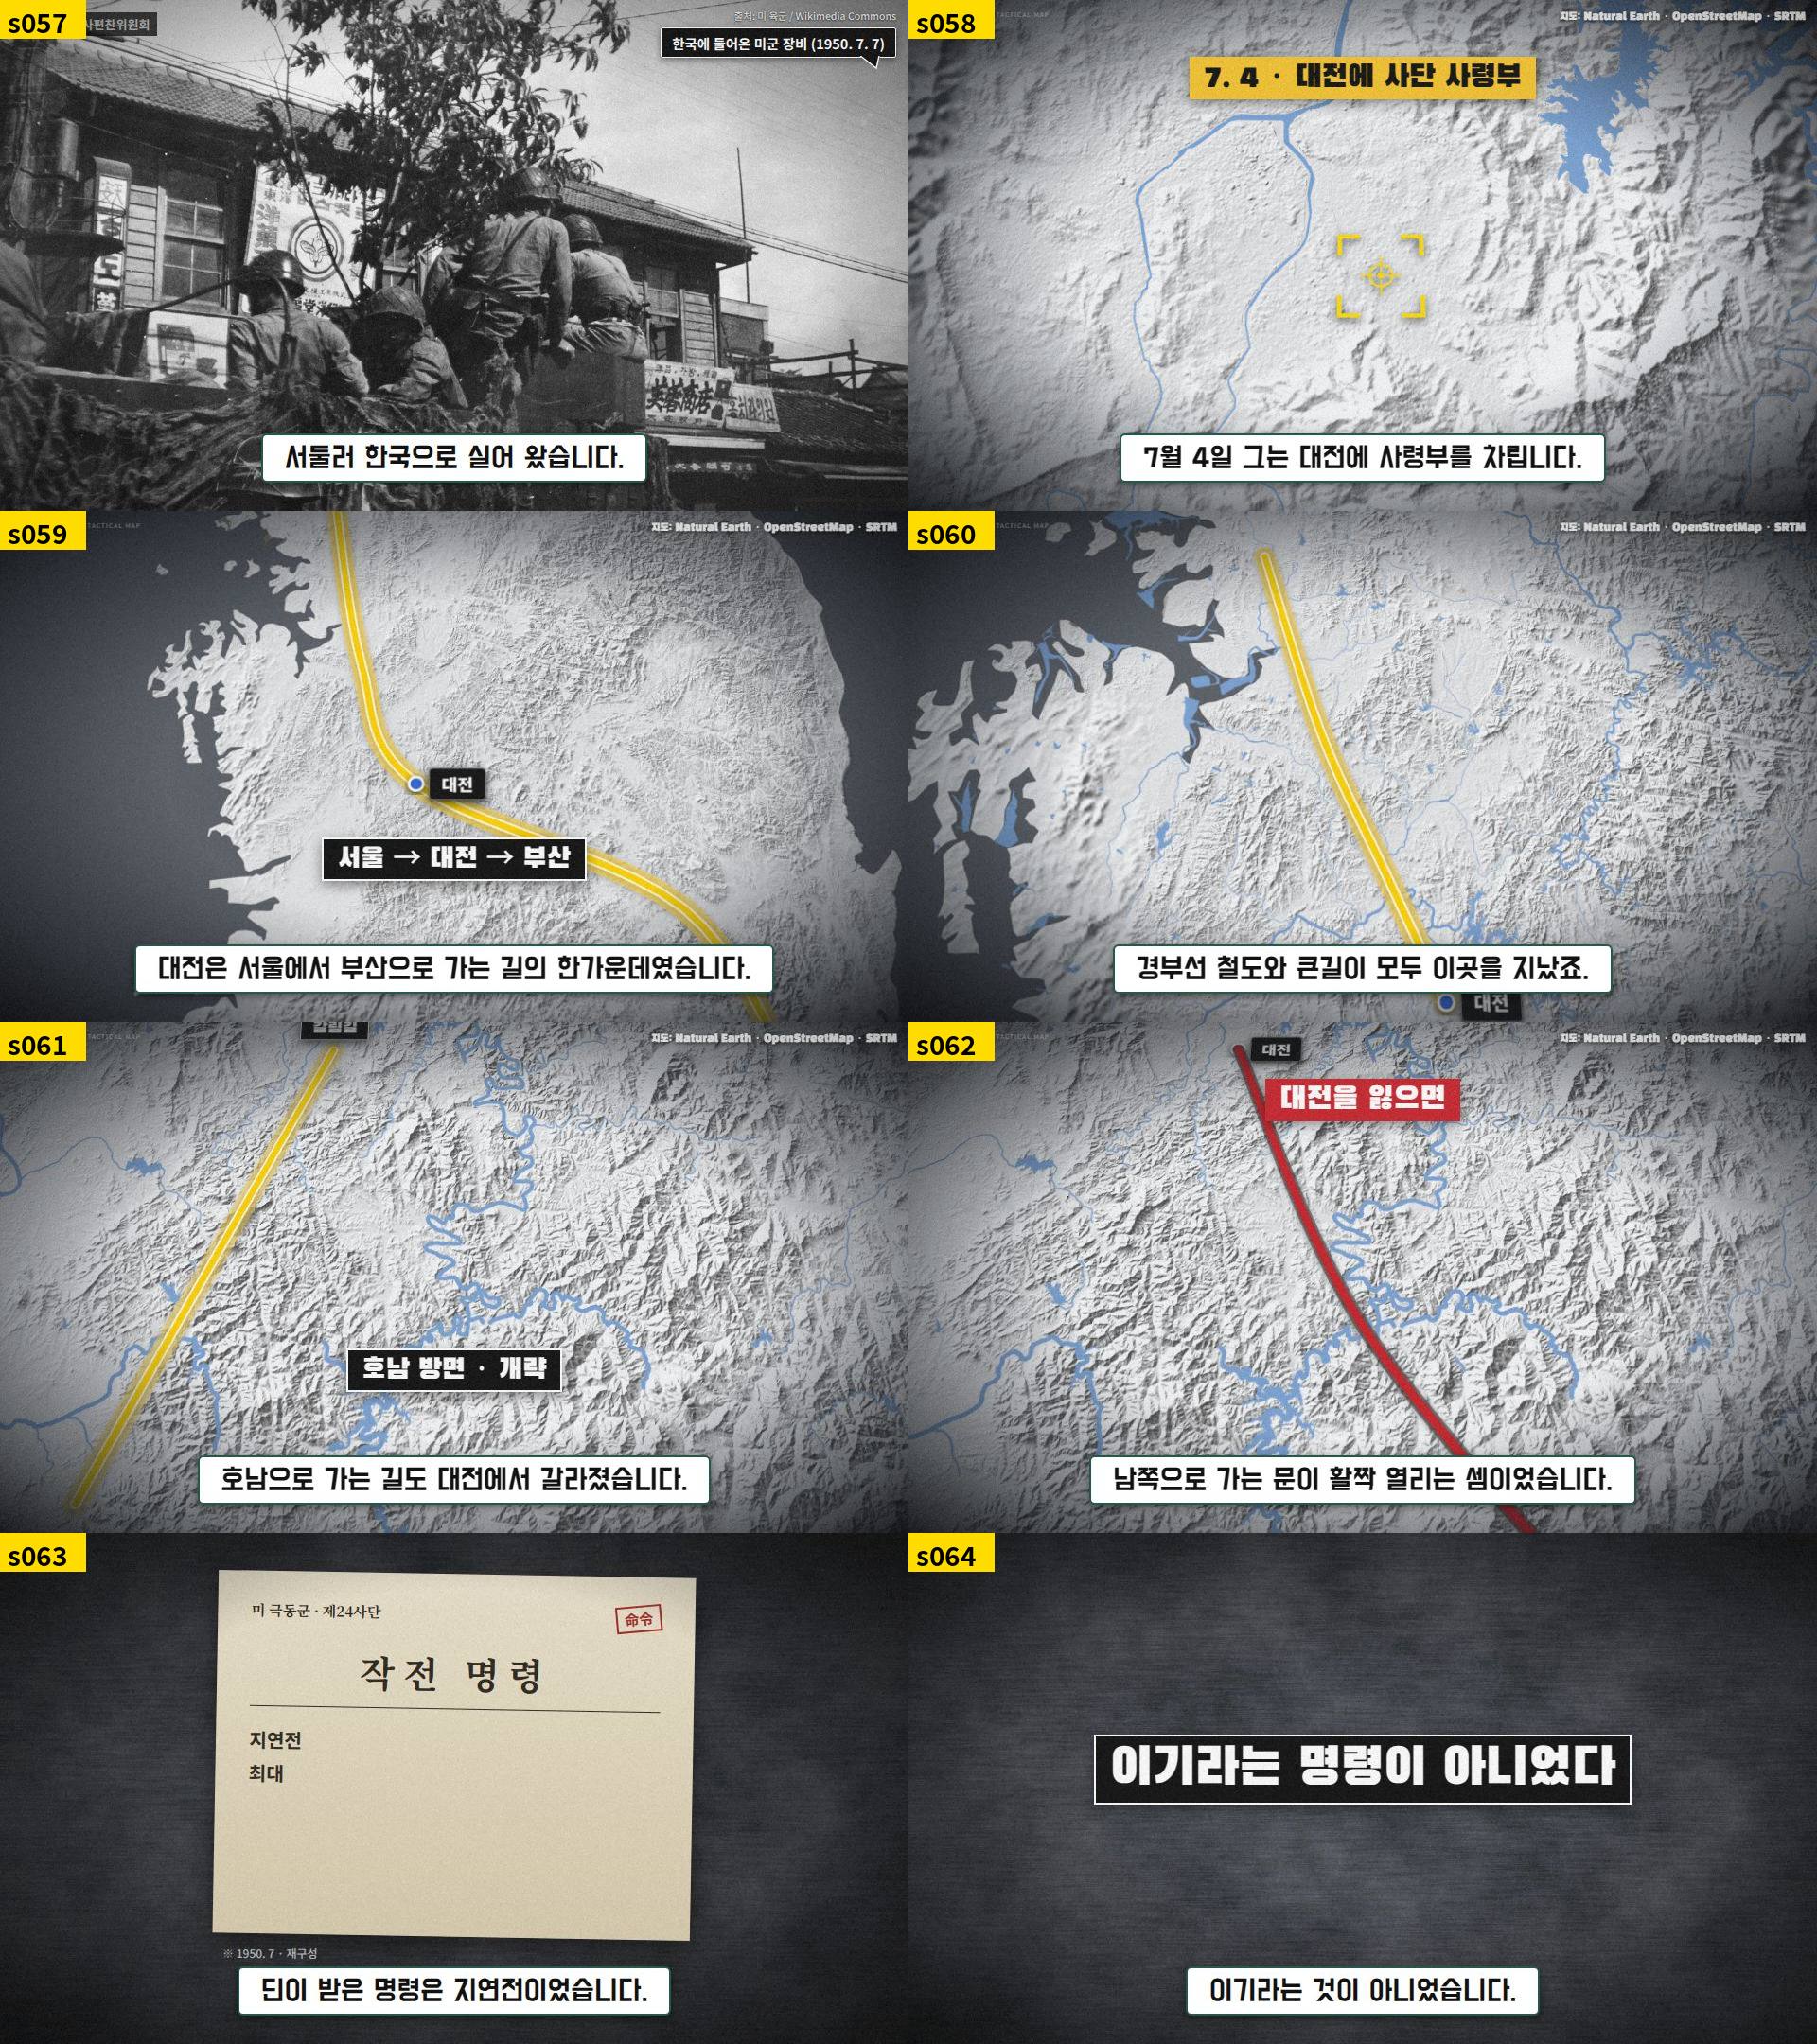 s057
사편찬위원회
출처: 미 육군 / Wikimedia Commons
한국에 들어온 미군 장비 (1950. 7. 7)
서둘러 한국으로 실어 왔습니다.
s058
TACTICAL MAP
지도: Natural Earth · OpenStreetMap · SRTM
7. 4 · 대전에 사단 사령부
7월 4일 그는 대전에 사령부를 차립니다.
s059
TACTICAL MAP
지도: Natural Earth · OpenStreetMap · SRTM
대전
서울 → 대전 → 부산
대전은 서울에서 부산으로 가는 길의 한가운데였습니다.
s060
TACTICAL MAP
지도: Natural Earth · OpenStreetMap · SRTM
경부선 철도와 큰길이 모두 이곳을 지났죠.
대전
s061
TACTICAL MAP
지도: Natural Earth · OpenStreetMap · SRTM
호남 방면 · 개략
호남으로 가는 길도 대전에서 갈라졌습니다.
s062
TACTICAL MAP
지도: Natural Earth · OpenStreetMap · SRTM
대전
대전을 잃으면
남쪽으로 가는 문이 활짝 열리는 셈이었습니다.
s063
미 극동군 · 제24사단
命令
작전 명령
지연전
최대
※ 1950. 7 · 재구성
딘이 받은 명령은 지연전이었습니다.
s064
이기라는 명령이 아니었다
이기라는 것이 아니었습니다.